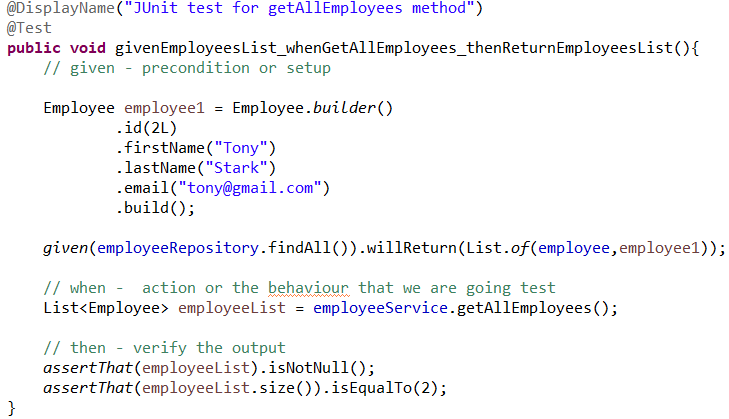 @DisplayName("JUnit test for getAllEmployees method")
@Test
public void givenEmployeesList_whenGetAllEmployees_thenReturnEmployeesList(){
    // given - precondition or setup

    Employee employee1 = Employee.builder()
            .id(2L)
            .firstName("Tony")
            .lastName("Stark")
            .email("tony@gmail.com")
            .build();

    given(employeeRepository.findAll()).willReturn(List.of(employee,employee1));

    // when -  action or the behaviour that we are going test
    List<Employee> employeeList = employeeService.getAllEmployees();

    // then - verify the output
    assertThat(employeeList).isNotNull();
    assertThat(employeeList.size()).isEqualTo(2);
}